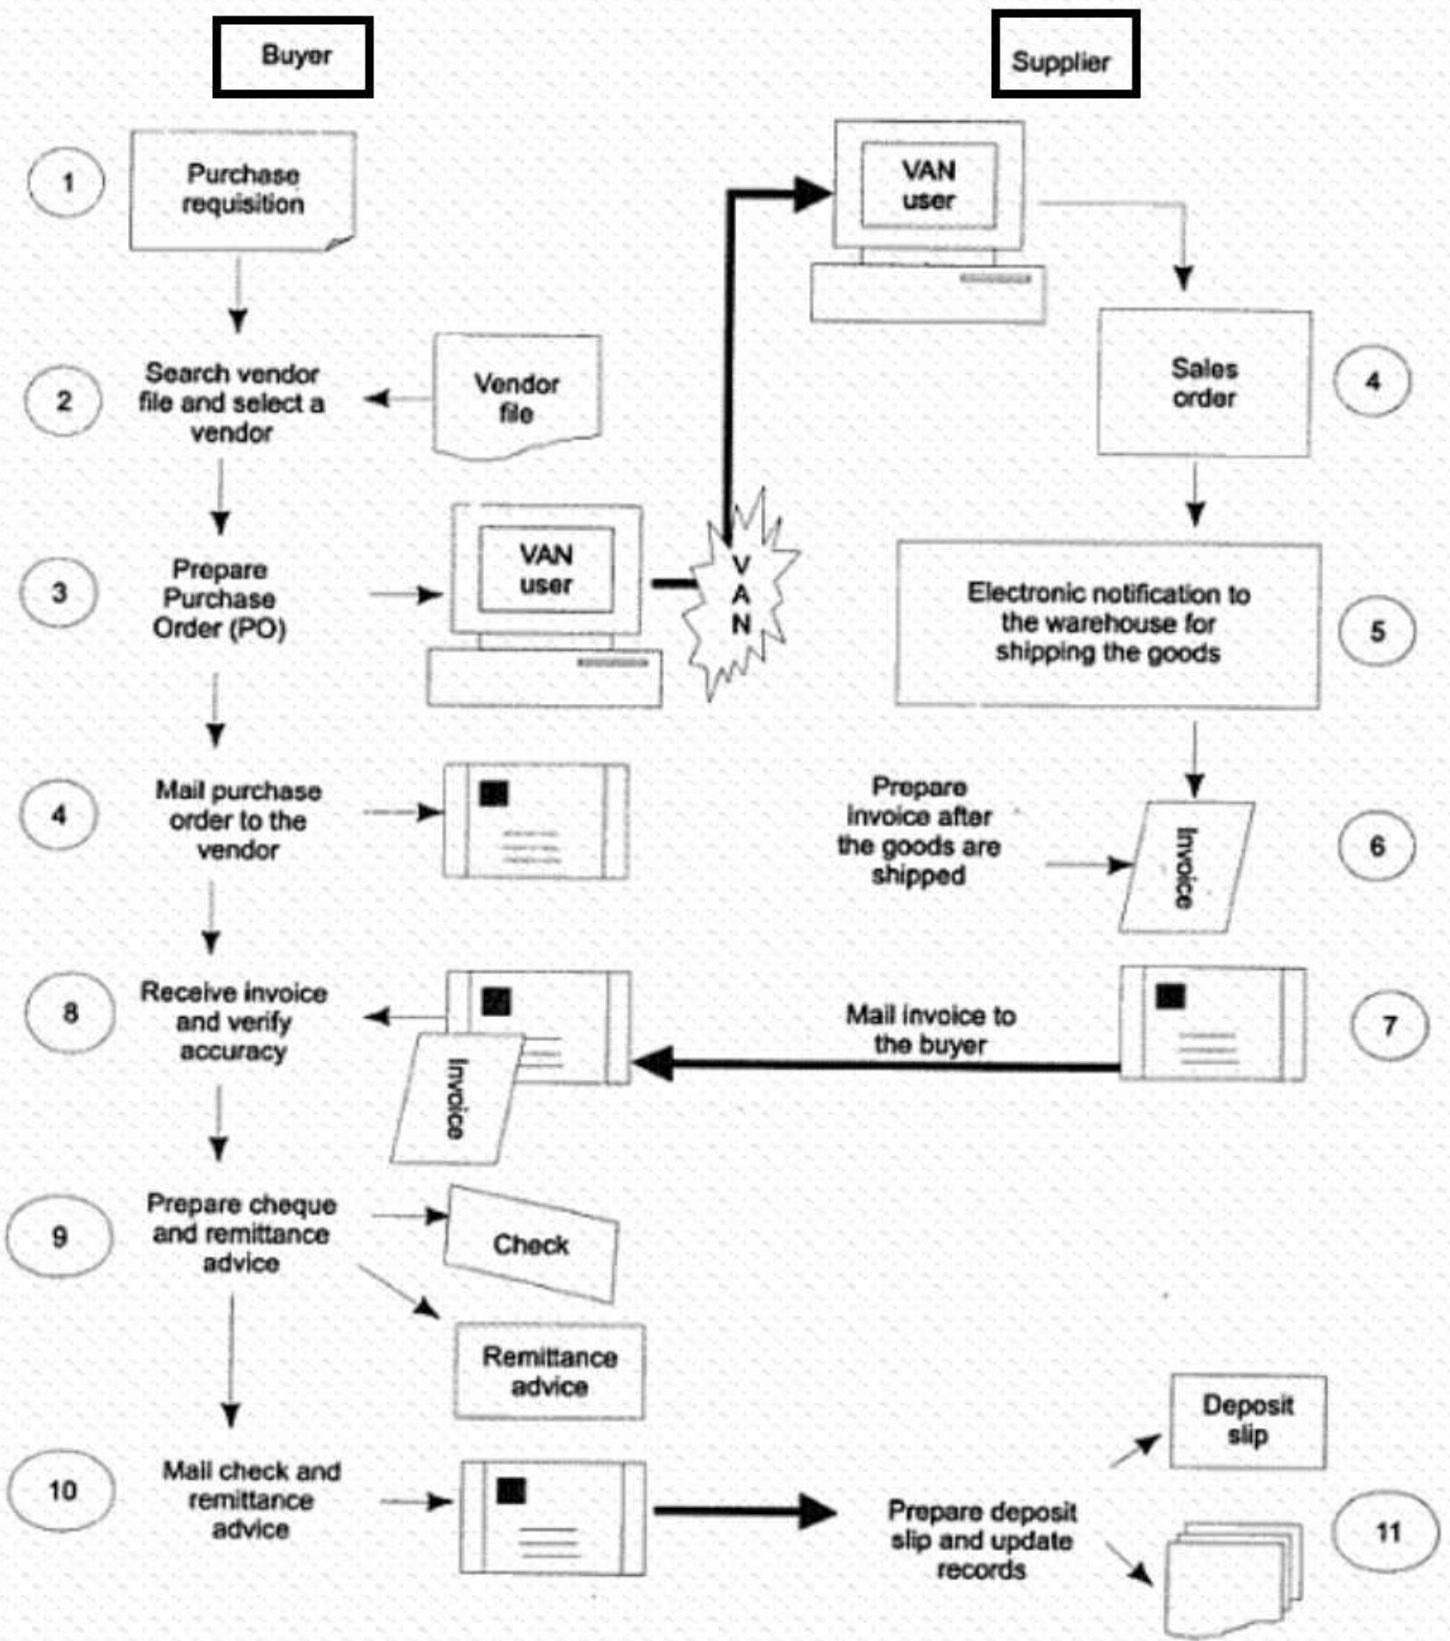 Buyer
Supplier
1
Purchase
requisition
VAN
user
2
Search vendor
file and select a
vendor
Vendor
file
Sales
order
4
3
Prepare
Purchase
Order (PO)
VAN
user
V
A
N
Electronic notification to
the warehouse for
shipping the goods
5
4
Mail purchase
order to the
vendor
Prepare
invoice after
the goods are
shipped
Invoice
6
8
Receive invoice
and verify
accuracy
Invoice
Mail invoice to
the buyer
7
9
Prepare cheque
and remittance
advice
Check
Remittance
advice
10
Mail check and
remittance
advice
Prepare deposit
slip and update
records
Deposit
slip
11